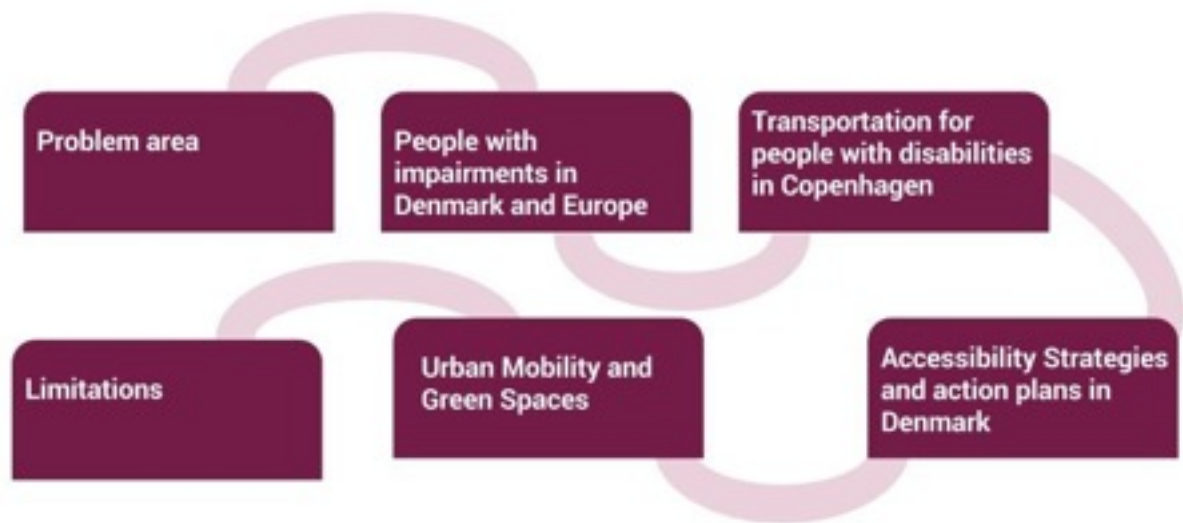 Problem area
People with
impairments in
Denmark and Europe
Transportation for
people with disabilities
in Copenhagen
Accessibility Strategies
and action plans in
Denmark
Urban Mobility and
Green Spaces
Limitations